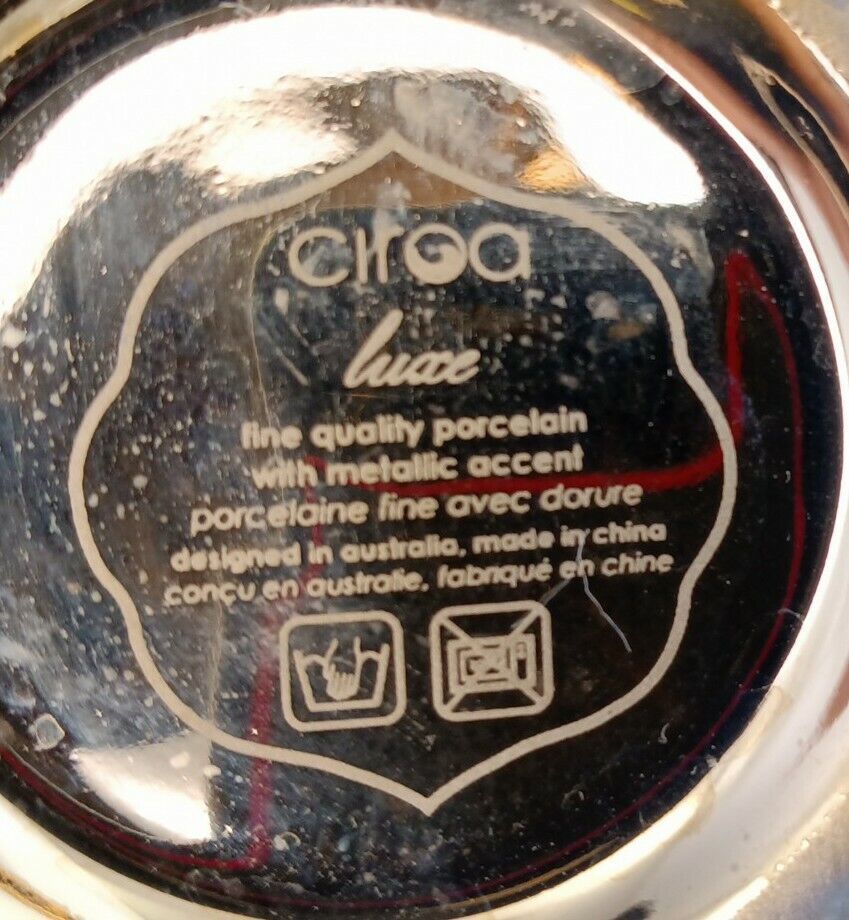 ciroa
luxe
fine quality porcelain
with metallic accent
porcelaine fine avec dorure
designed in australia, made in china
conçu en australie, fabriqué en chine